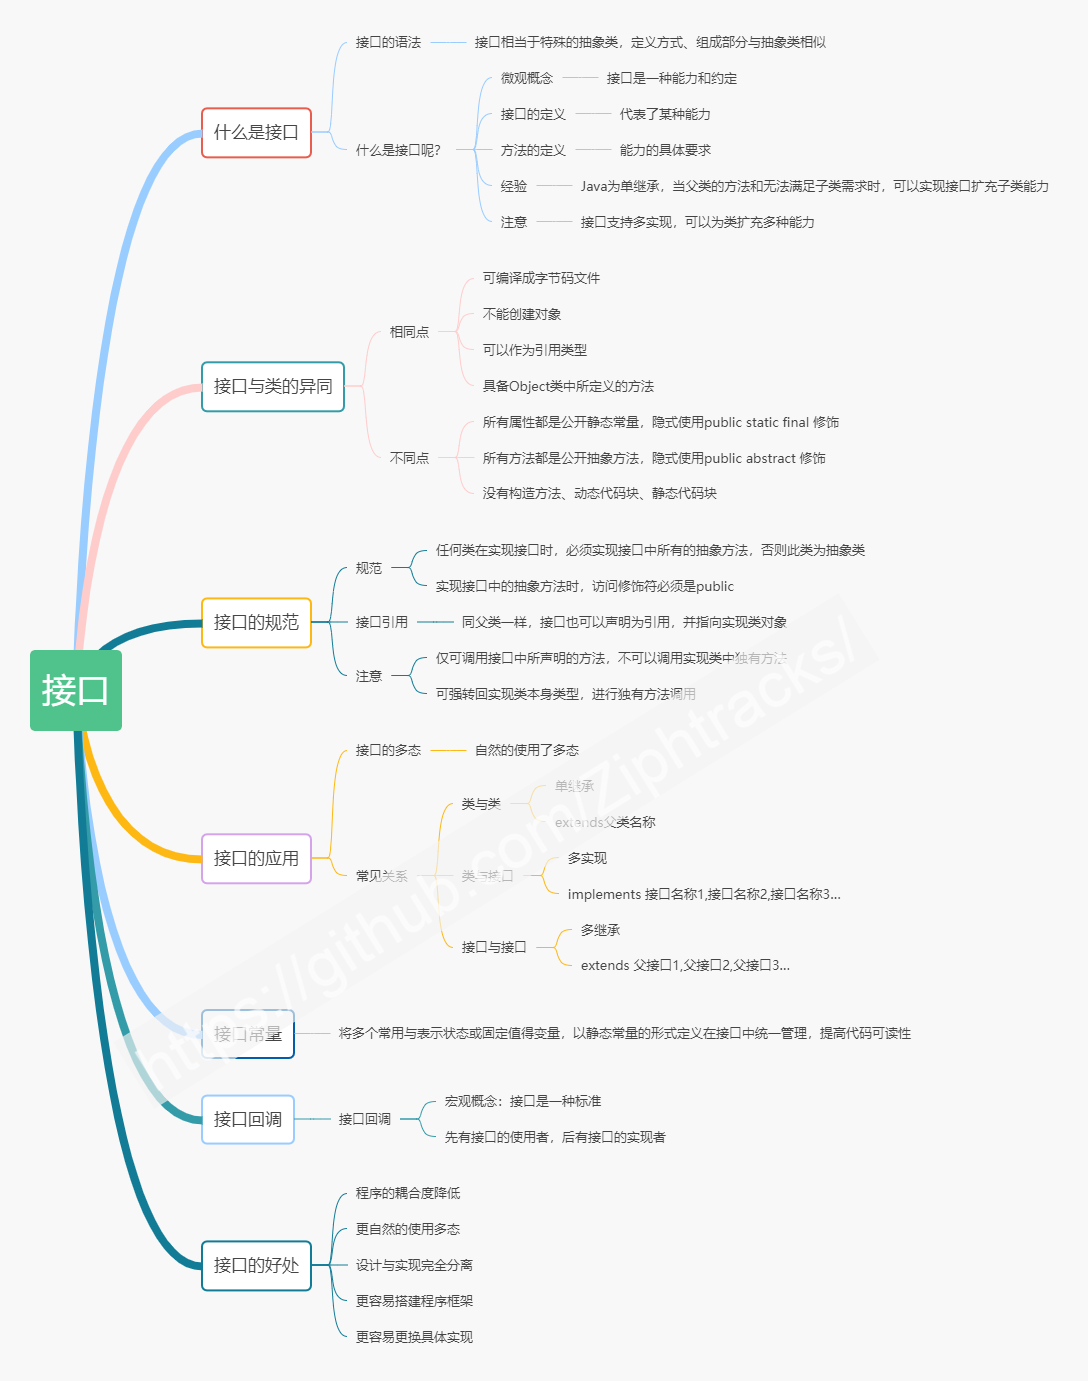 接口
什么是接口
接口的语法
接口相当于特殊的抽象类，定义方式、组成部分与抽象类相似
什么是接口呢？
微观概念
接口是一种能力和约定
接口的定义
代表了某种能力
方法的定义
能力的具体要求
经验
Java为单继承，当父类的方法和无法满足子类需求时，可以实现接口扩充子类能力
注意
接口支持多实现，可以为类扩充多种能力
接口与类的异同
相同点
可编译成字节码文件
不能创建对象
可以作为引用类型
具备Object类中所定义的方法
不同点
所有属性都是公开静态常量，隐式使用public static final 修饰
所有方法都是公开抽象方法，隐式使用public abstract 修饰
没有构造方法、动态代码块、静态代码块
接口的规范
规范
任何类在实现接口时，必须实现接口中所有的抽象方法，否则此类为抽象类
实现接口中的抽象方法时，访问修饰符必须是public
接口引用
同父类一样，接口也可以声明为引用，并指向实现类对象
注意
仅可调用接口中所声明的方法，不可以调用实现类中独有方法
可强转回实现类本身类型，进行独有方法调用
接口的应用
接口的多态
自然的使用了多态
常见关系
类与类
单继承
extends父类名称
类与接口
多实现
implements 接口名称1,接口名称2,接口名称3...
接口与接口
多继承
extends 父接口1,父接口2,父接口3...
接口常量
将多个常用与表示状态或固定值得变量，以静态常量的形式定义在接口中统一管理，提高代码可读性
接口回调
接口回调
宏观概念：接口是一种标准
先有接口的使用者，后有接口的实现者
接口的好处
程序的耦合度降低
更自然的使用多态
设计与实现完全分离
更容易搭建程序框架
更容易更换具体实现
https://github.com/Ziphtracks/